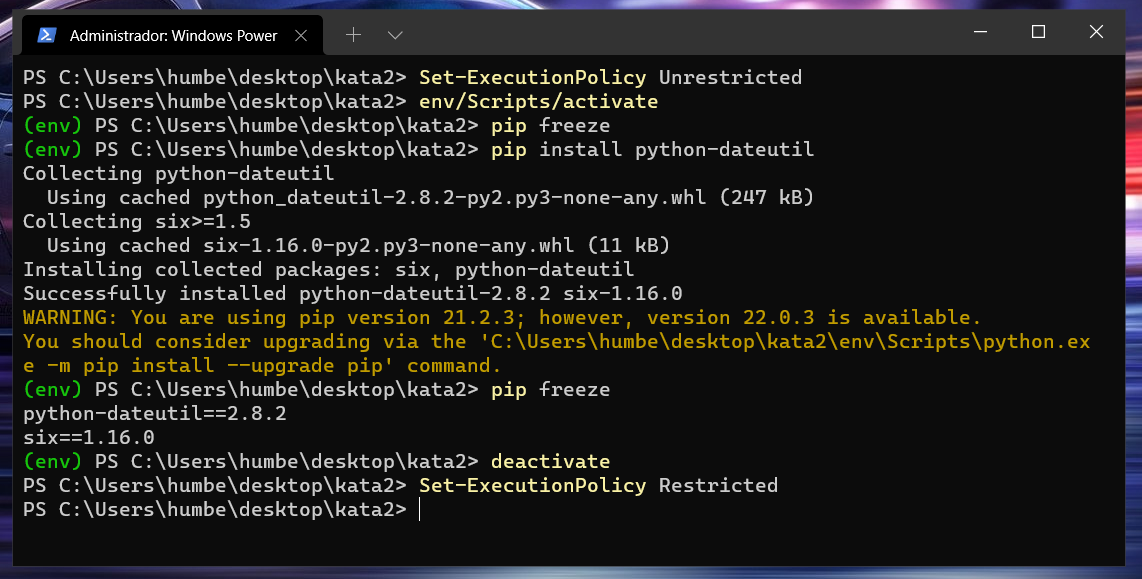 Administrador: Windows Power
PS C:\Users\humbe\desktop\kata2> Set-ExecutionPolicy Unrestricted
PS C:\Users\humbe\desktop\kata2> env/Scripts/activate
(env) PS C:\Users\humbe\desktop\kata2> pip freeze
(env) PS C:\Users\humbe\desktop\kata2> pip install python-dateutil
Collecting python-dateutil
  Using cached python_dateutil-2.8.2-py2.py3-none-any.whl (247 kB)
Collecting six>=1.5
  Using cached six-1.16.0-py2.py3-none-any.whl (11 kB)
Installing collected packages: six, python-dateutil
Successfully installed python-dateutil-2.8.2 six-1.16.0
WARNING: You are using pip version 21.2.3; however, version 22.0.3 is available.
You should consider upgrading via the 'C:\Users\humbe\desktop\kata2\env\Scripts\python.ex
e -m pip install --upgrade pip' command.
(env) PS C:\Users\humbe\desktop\kata2> pip freeze
python-dateutil==2.8.2
six==1.16.0
(env) PS C:\Users\humbe\desktop\kata2> deactivate
PS C:\Users\humbe\desktop\kata2> Set-ExecutionPolicy Restricted
PS C:\Users\humbe\desktop\kata2>